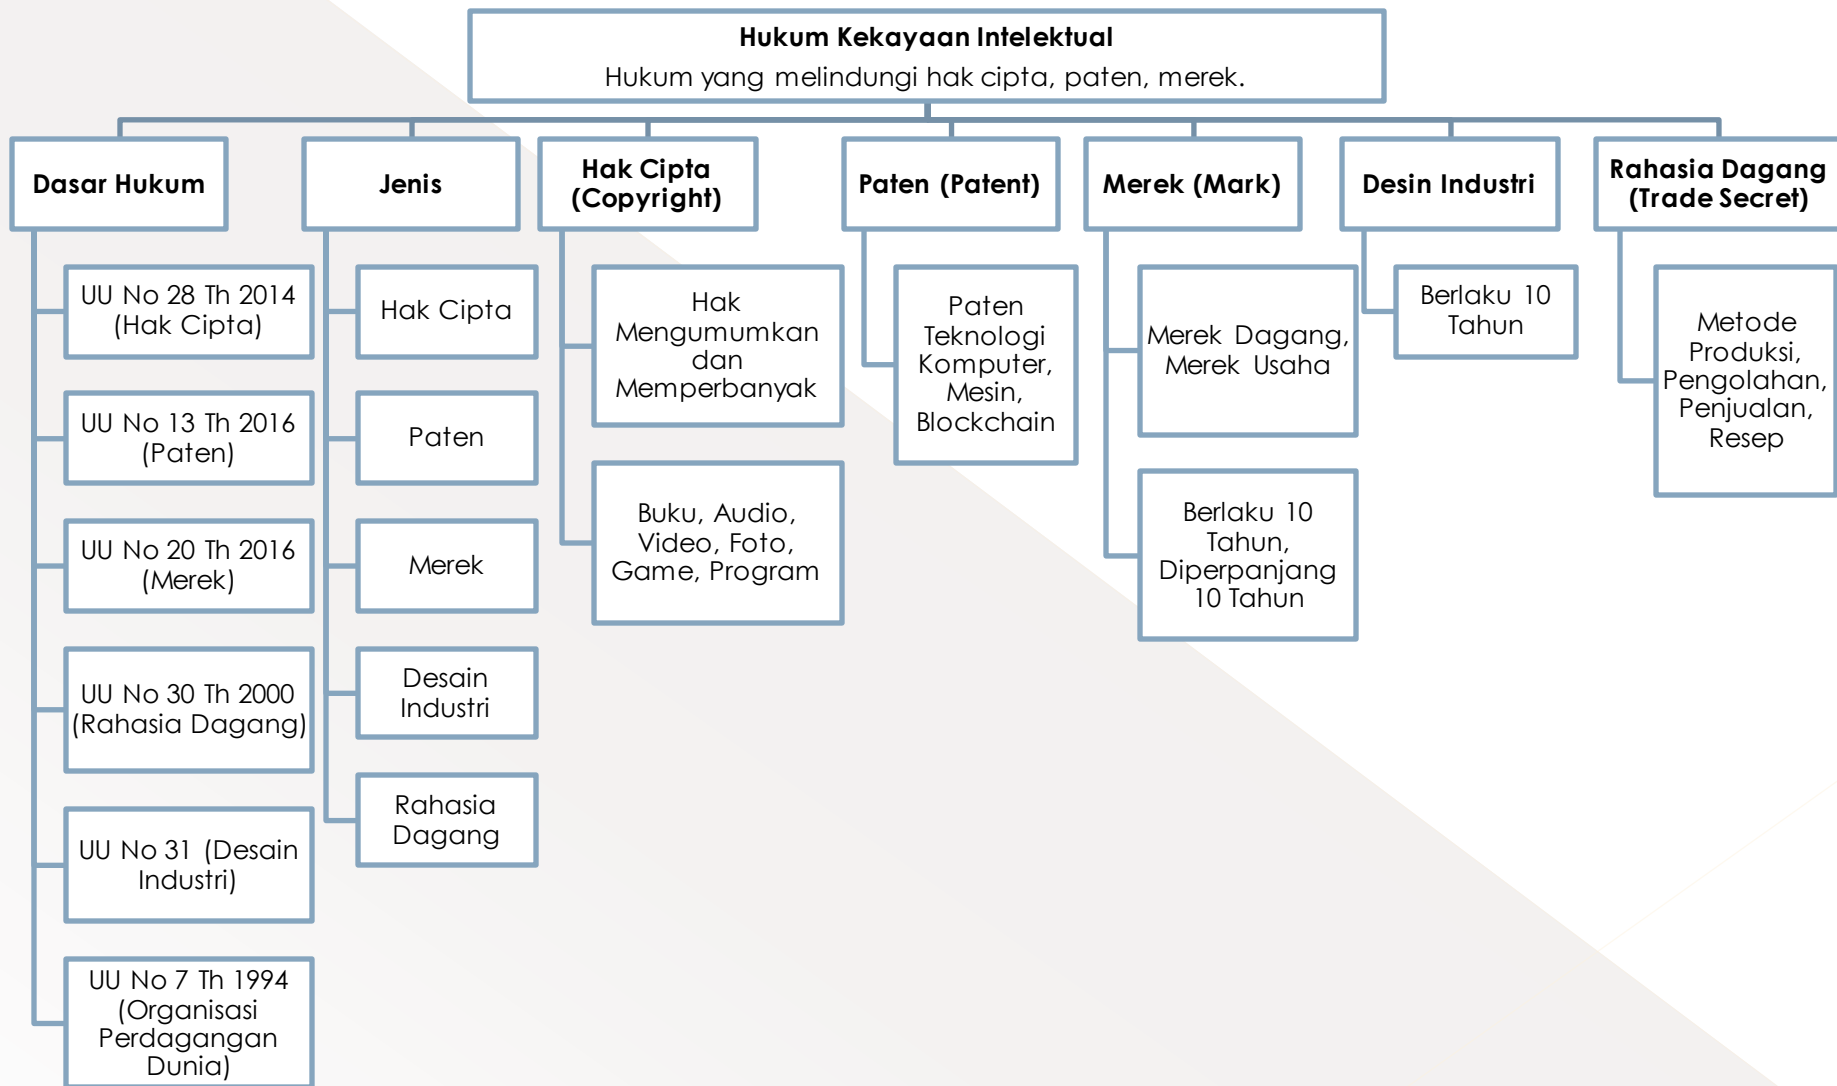 Hukum Kekayaan Intelektual
Hukum yang melindungi hak cipta, paten, merek.
Dasar Hukum
UU No 28 Th 2014
(Hak Cipta)
UU No 13 Th 2016
(Paten)
UU No 20 Th 2016
(Merek)
UU No 30 Th 2000
(Rahasia Dagang)
UU No 31 (Desain
Industri)
UU No 7 Th 1994
(Organisasi
Perdagangan
Dunia)
Jenis
Hak Cipta
Paten
Merek
Desain
Industri
Rahasia
Dagang
Hak Cipta
(Copyright)
Hak
Mengumumkan
dan
Memperbanyak
Buku, Audio,
Video, Foto,
Game, Program
Paten (Patent)
Paten
Teknologi
Komputer,
Mesin,
Blockchain
Merek (Mark)
Merek Dagang,
Merek Usaha
Berlaku 10
Tahun,
Diperpanjang
10 Tahun
Desin Industri
Berlaku 10
Tahun
Rahasia Dagang
(Trade Secret)
Metode
Produksi,
Pengolahan,
Penjualan,
Resep